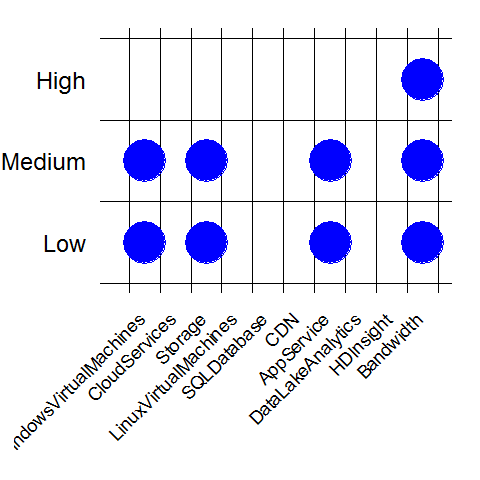 High
Medium
Low
ndowsVirtualMachines
CloudServices
Storage
LinuxVirtualMachines
SQLDatabase
CDN
AppService
DataLakeAnalytics
HDInsight
Bandwidth